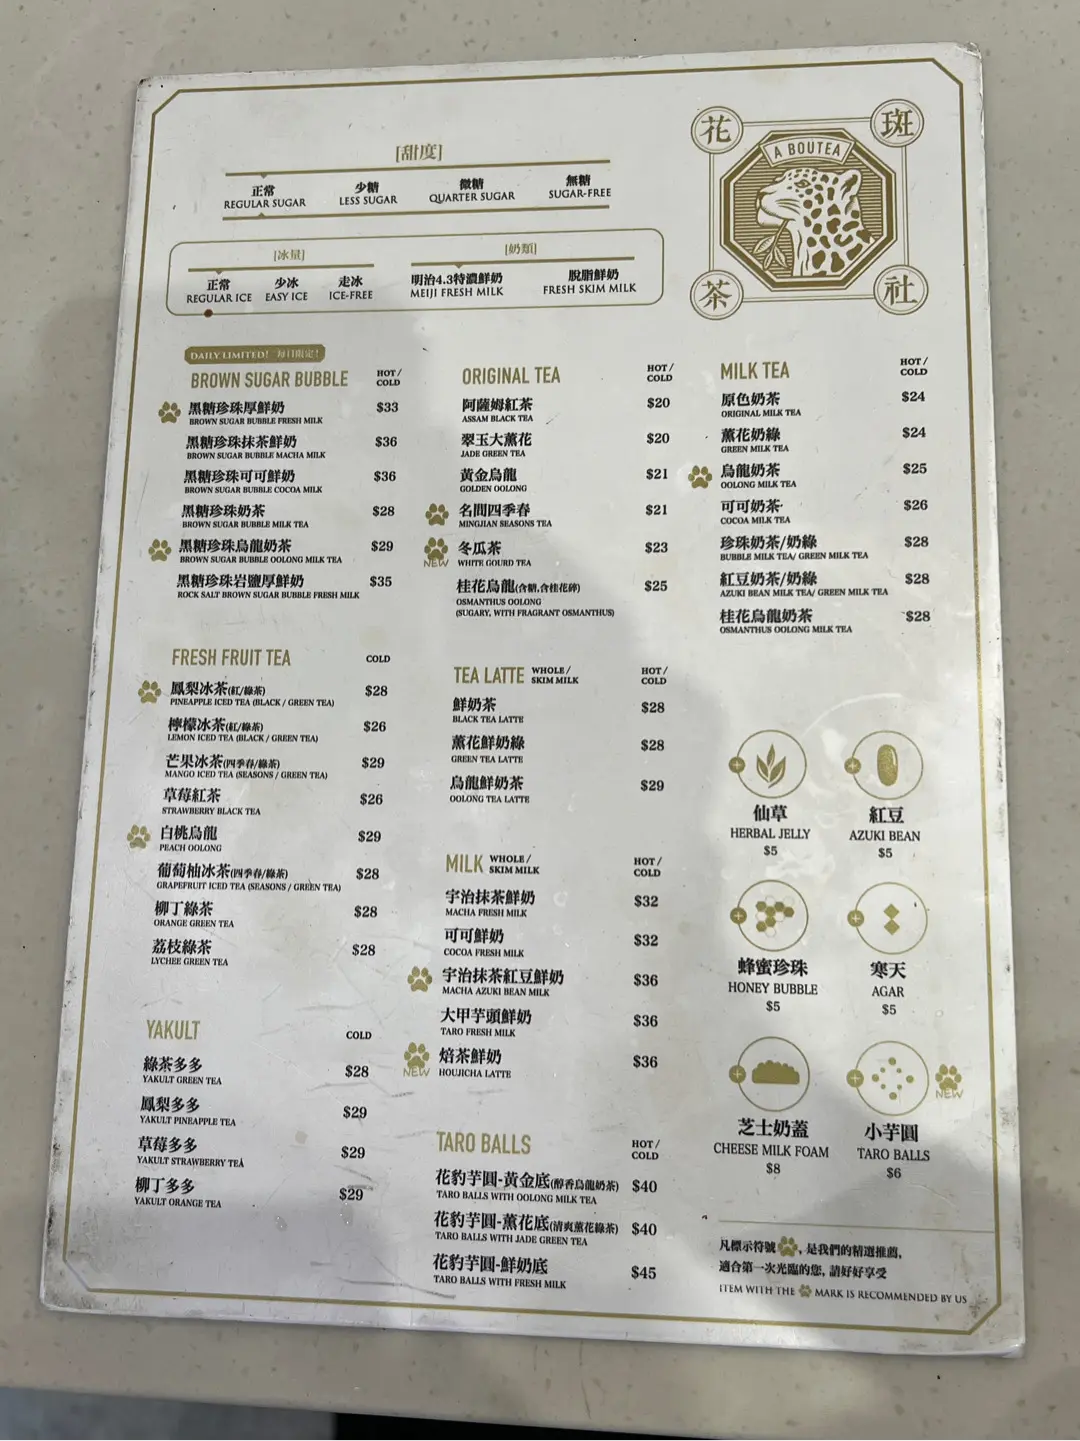 [甜度]
正常 少糖 微糖 無糖
REGULAR SUGAR LESS SUGAR QUARTER SUGAR SUGAR-FREE
[冰量] [奶類]
正常 少冰 走冰 明治4.3特濃鮮奶 脫脂鮮奶
REGULAR ICE EASY ICE ICE-FREE MEIJI FRESH MILK FRESH SKIM MILK
花 斑
A BOUTEA
茶 社
DAILY LIMITED! 每日限定!
BROWN SUGAR BUBBLE HOT / COLD
黑糖珍珠厚鮮奶 $33
BROWN SUGAR BUBBLE FRESH MILK
黑糖珍珠抹茶鮮奶 $36
BROWN SUGAR BUBBLE MACHA MILK
黑糖珍珠可可鮮奶 $36
BROWN SUGAR BUBBLE COCOA MILK
黑糖珍珠奶茶 $28
BROWN SUGAR BUBBLE MILK TEA
黑糖珍珠烏龍奶茶 $29
BROWN SUGAR BUBBLE OOLONG MILK TEA
黑糖珍珠岩鹽厚鮮奶 $35
ROCK SALT BROWN SUGAR BUBBLE FRESH MILK
FRESH FRUIT TEA COLD
鳳梨冰茶(紅/綠茶) $28
PINEAPPLE ICED TEA (BLACK / GREEN TEA)
檸檬冰茶(紅/綠茶) $26
LEMON ICED TEA (BLACK / GREEN TEA)
芒果冰茶(四季春/綠茶) $29
MANGO ICED TEA (SEASONS / GREEN TEA)
草莓紅茶 $26
STRAWBERRY BLACK TEA
白桃烏龍 $29
PEACH OOLONG
葡萄柚冰茶(四季春/綠茶) $28
GRAPEFRUIT ICED TEA (SEASONS / GREEN TEA)
柳丁綠茶 $28
ORANGE GREEN TEA
荔枝綠茶 $28
LYCHEE GREEN TEA
YAKULT COLD
綠茶多多 $28
YAKULT GREEN TEA
鳳梨多多 $29
YAKULT PINEAPPLE TEA
草莓多多 $29
YAKULT STRAWBERRY TEA
柳丁多多 $29
YAKULT ORANGE TEA
ORIGINAL TEA HOT / COLD
阿薩姆紅茶 $20
ASSAM BLACK TEA
翠玉大薰花 $20
JADE GREEN TEA
黃金烏龍 $21
GOLDEN OOLONG
名間四季春 $21
MINGJIAN SEASONS TEA
冬瓜茶 $23
NEW WHITE GOURD TEA
桂花烏龍(含糖,含桂花碎) $25
OSMANTHUS OOLONG
(SUGARY, WITH FRAGRANT OSMANTHUS)
TEA LATTE WHOLE / SKIM MILK HOT / COLD
鮮奶茶 $28
BLACK TEA LATTE
薰花鮮奶綠 $28
GREEN TEA LATTE
烏龍鮮奶茶 $29
OOLONG TEA LATTE
MILK WHOLE / SKIM MILK HOT / COLD
宇治抹茶鮮奶 $32
MACHA FRESH MILK
可可鮮奶 $32
COCOA FRESH MILK
宇治抹茶紅豆鮮奶 $36
MACHA AZUKI BEAN MILK
大甲芋頭鮮奶 $36
TARO FRESH MILK
焙茶鮮奶 $36
NEW HOUJICHA LATTE
TARO BALLS HOT / COLD
花豹芋圓-黃金底(醇香烏龍奶茶) $40
TARO BALLS WITH OOLONG MILK TEA
花豹芋圓-薰花底(清爽薰花綠茶) $40
TARO BALLS WITH JADE GREEN TEA
花豹芋圓-鮮奶底 $45
TARO BALLS WITH FRESH MILK
MILK TEA HOT / COLD
原色奶茶 $24
ORIGINAL MILK TEA
薰花奶綠 $24
GREEN MILK TEA
烏龍奶茶 $25
OOLONG MILK TEA
可可奶茶 $26
COCOA MILK TEA
珍珠奶茶/奶綠 $28
BUBBLE MILK TEA/ GREEN MILK TEA
紅豆奶茶/奶綠 $28
AZUKI BEAN MILK TEA/ GREEN MILK TEA
桂花烏龍奶茶 $28
OSMANTHUS OOLONG MILK TEA
仙草 紅豆
HERBAL JELLY AZUKI BEAN
$5 $5
蜂蜜珍珠 寒天
HONEY BUBBLE AGAR
$5 $5
NEW
芝士奶蓋 小芋圓
CHEESE MILK FOAM TARO BALLS
$8 $6
凡標示符號 , 是我們的精選推薦,
適合第一次光臨的您, 請好好享受
ITEM WITH THE MARK IS RECOMMENDED BY US